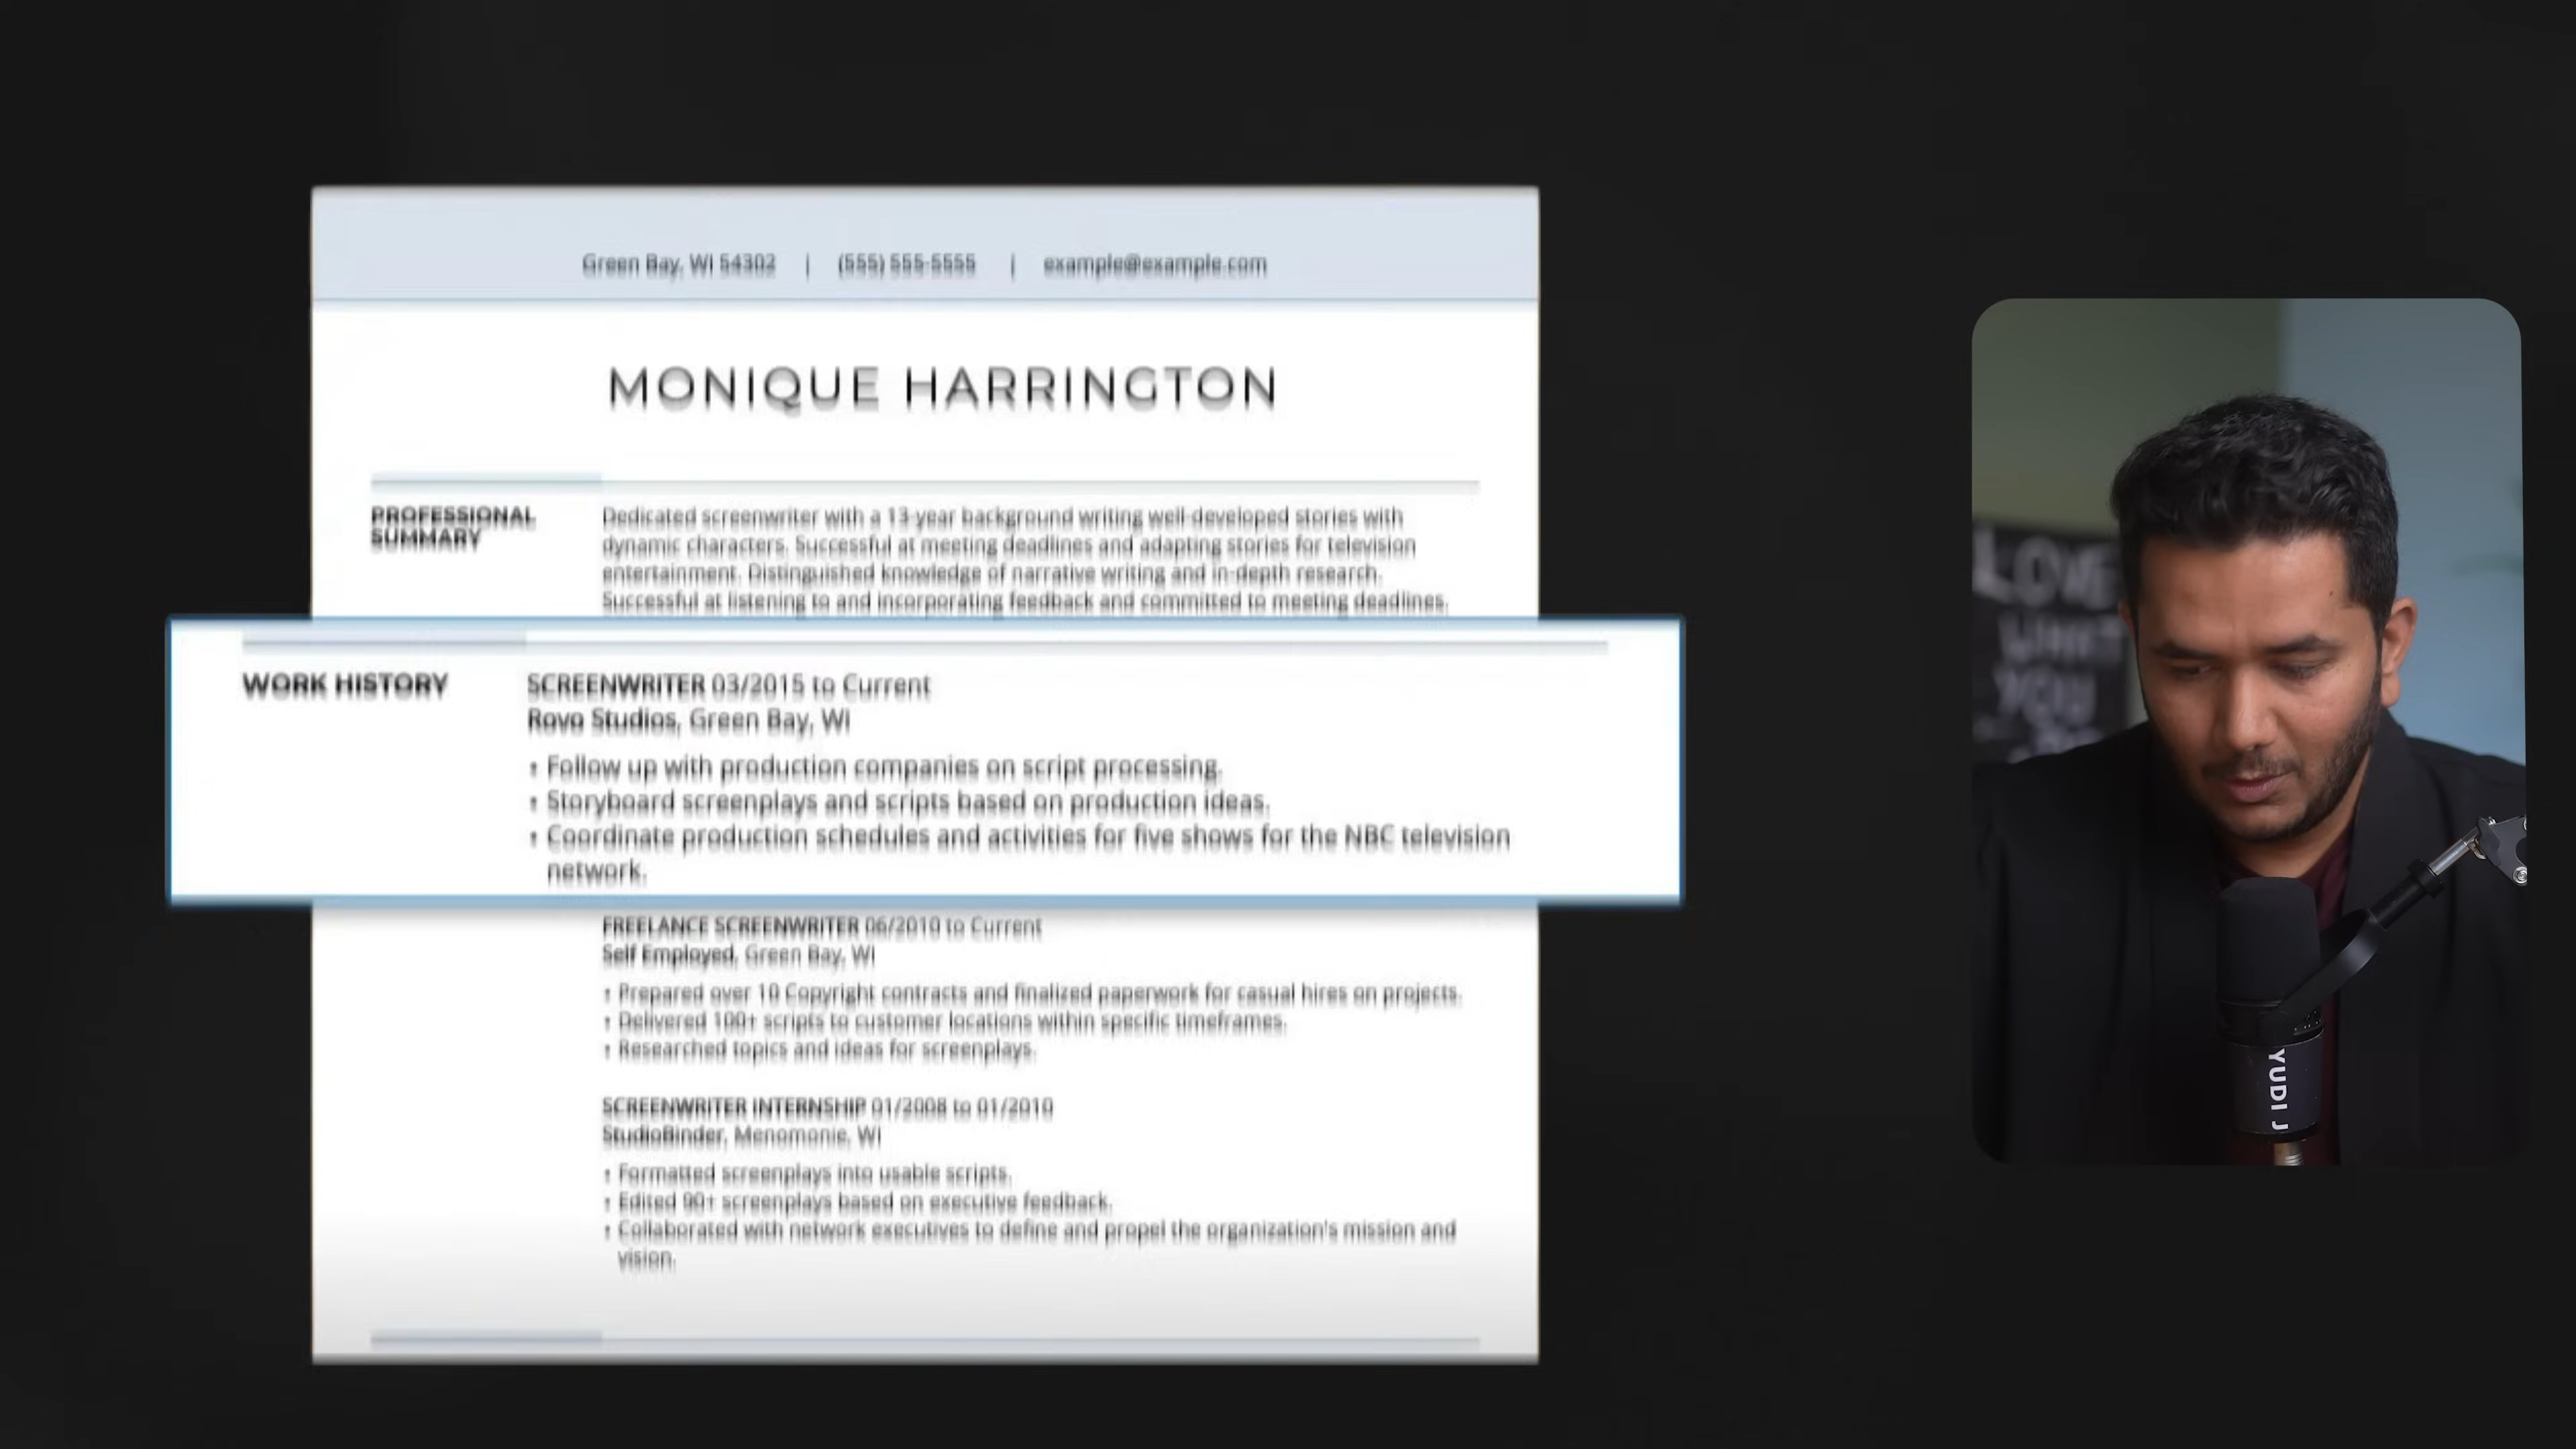 Green Bay, WI 54302 | (555) 555-5555 | example@example.com
MONIQUE HARRINGTON
PROFESSIONAL
SUMMARY
Dedicated screenwriter with a 13-year background writing well-developed stories with
dynamic characters. Successful at meeting deadlines and adapting stories for television
entertainment. Distinguished knowledge of narrative writing and in-depth research.
Successful at listening to and incorporating feedback and committed to meeting deadlines.
WORK HISTORY
SCREENWRITER 03/2015 to Current
Rovo Studios, Green Bay, WI
Follow up with production companies on script processing.
Storyboard screenplays and scripts based on production ideas.
Coordinate production schedules and activities for five shows for the NBC television
network.
FREELANCE SCREENWRITER 06/2010 to Current
Self Employed, Green Bay, WI
Prepared over 10 Copyright contracts and finalized paperwork for casual hires on projects.
Delivered 100+ scripts to customer locations within specific timeframes.
Researched topics and ideas for screenplays.
SCREENWRITER INTERNSHIP 01/2008 to 01/2010
StudioBinder, Menomonie, WI
Formatted screenplays into usable scripts.
Edited 90+ screenplays based on executive feedback.
Collaborated with network executives to define and propel the organization's mission and
vision.
LOVE
WHAT
YOU
YUDI J